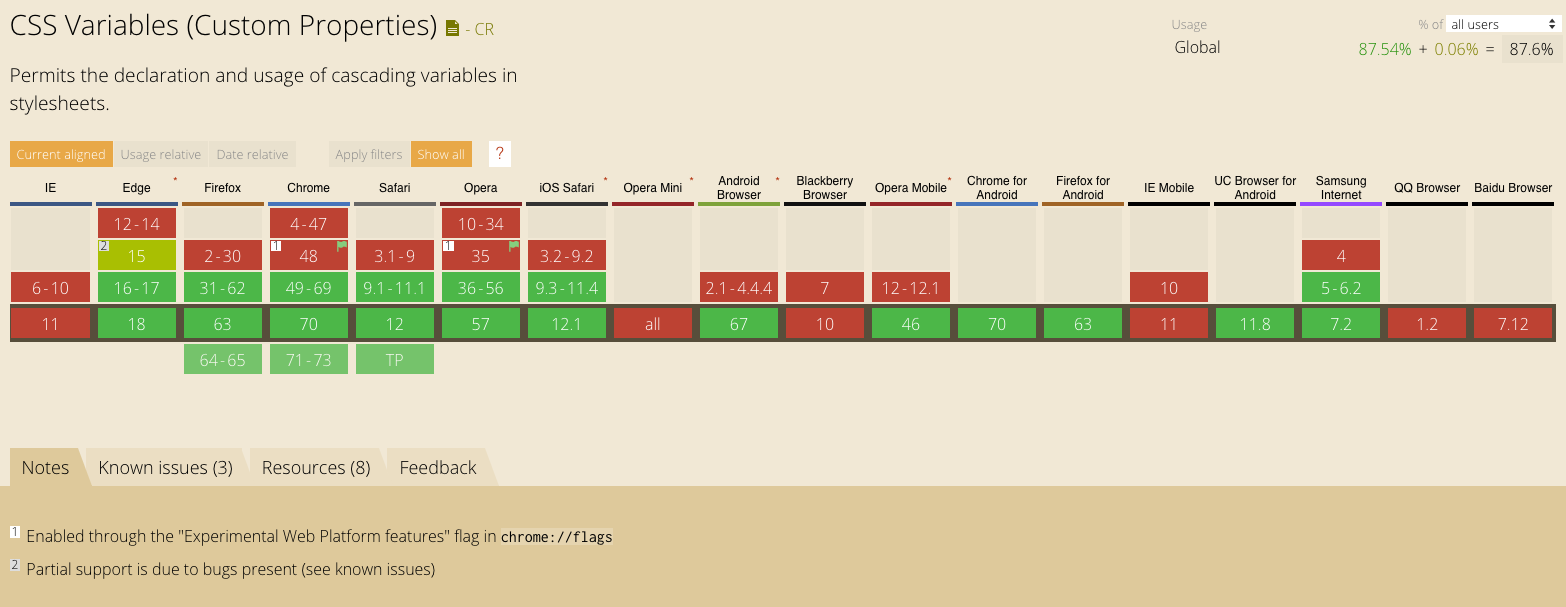 CSS Variables (Custom Properties) - CR
Usage % of all users
Global 87.54% + 0.06% = 87.6%
Permits the declaration and usage of cascading variables in
stylesheets.
Current aligned Usage relative Date relative Apply filters Show all ?
IE Edge * Firefox Chrome Safari Opera iOS Safari * Opera Mini * Android Browser * Blackberry Browser Opera Mobile * Chrome for Android Firefox for Android IE Mobile UC Browser for Android Samsung Internet QQ Browser Baidu Browser
12-14 4-47 10-34
2 15 2-30 1 48 3.1-9 1 35 3.2-9.2 4
6-10 16-17 31-62 49-69 9.1-11.1 36-56 9.3-11.4 2.1-4.4.4 7 12-12.1 10 5-6.2
11 18 63 70 12 57 12.1 all 67 10 46 70 63 11 11.8 7.2 1.2 7.12
64-65 71-73 TP
Notes Known issues (3) Resources (8) Feedback
1 Enabled through the "Experimental Web Platform features" flag in chrome://flags
2 Partial support is due to bugs present (see known issues)